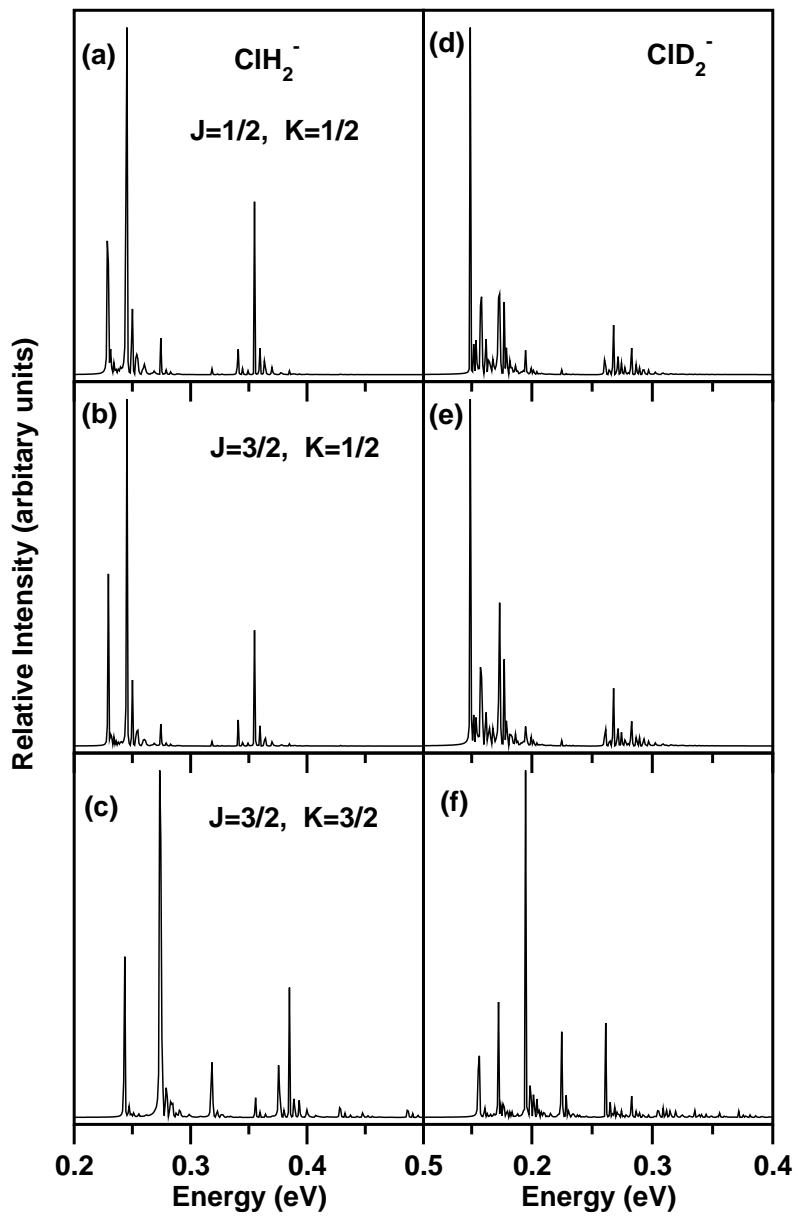 (a)
ClH2-
J=1/2, K=1/2
(d)
ClD2-
(b)
J=3/2, K=1/2
(e)
(c)
J=3/2, K=3/2
(f)
Relative Intensity (arbitary units)
0.2 0.3 0.4 0.5 0.2 0.3 0.4
Energy (eV) Energy (eV)